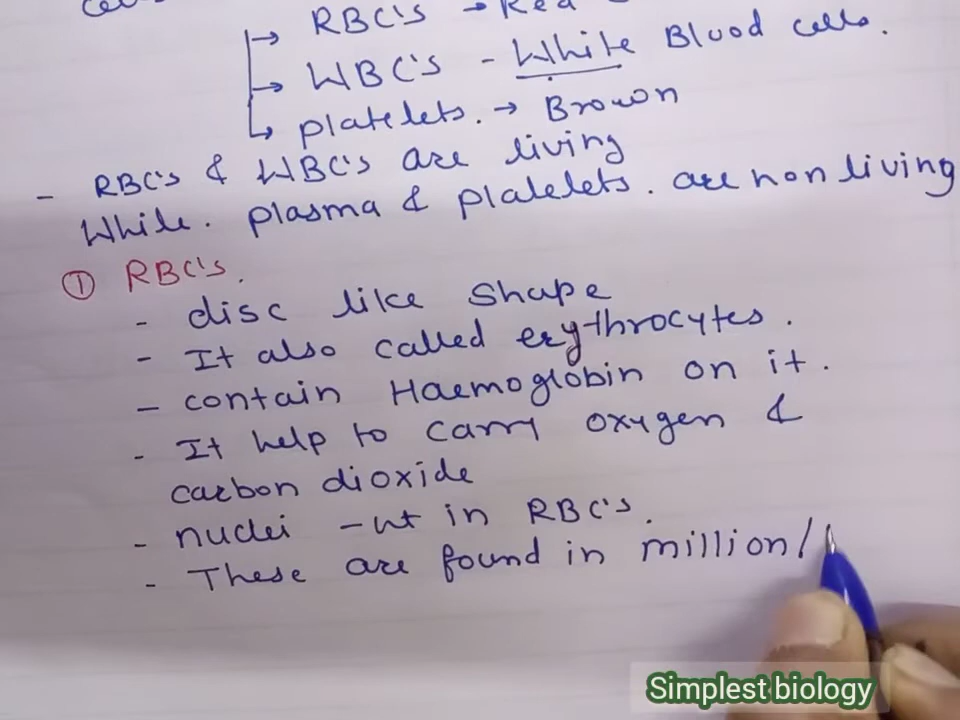 RBC's → Red
WBC's - White Blood cells.
platelets. → Brown
- RBC's & WBC's are living
While. plasma & platelets. are non living
① RBC's.
- disc like shape
- It also called erythrocytes.
- contain Haemoglobin on it.
- It help to carry oxygen &
carbon dioxide
- nuclei -nt in RBC's.
- These are found in million/
Simplest biology